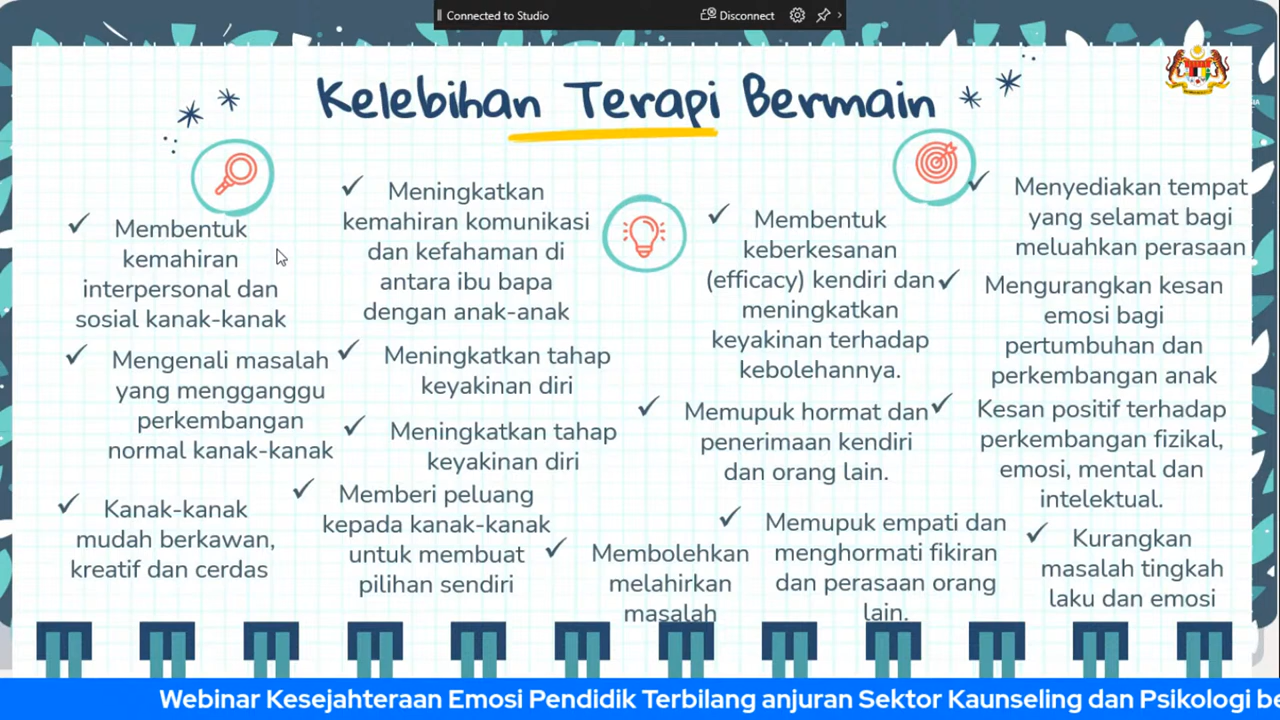 Connected to Studio
Disconnect
Kelebihan Terapi Bermain
Membentuk
kemahiran
interpersonal dan
sosial kanak-kanak
Mengenali masalah
yang mengganggu
perkembangan
normal kanak-kanak
Kanak-kanak
mudah berkawan,
kreatif dan cerdas
Meningkatkan
kemahiran komunikasi
dan kefahaman di
antara ibu bapa
dengan anak-anak
Meningkatkan tahap
keyakinan diri
Meningkatkan tahap
keyakinan diri
Memberi peluang
kepada kanak-kanak
untuk membuat
pilihan sendiri
Membolehkan
melahirkan
masalah
Membentuk
keberkesanan
(efficacy) kendiri dan
meningkatkan
keyakinan terhadap
kebolehannya.
Memupuk hormat dan
penerimaan kendiri
dan orang lain.
Memupuk empati dan
menghormati fikiran
dan perasaan orang
lain.
Menyediakan tempat
yang selamat bagi
meluahkan perasaan
Mengurangkan kesan
emosi bagi
pertumbuhan dan
perkembangan anak
Kesan positif terhadap
perkembangan fizikal,
emosi, mental dan
intelektual.
Kurangkan
masalah tingkah
laku dan emosi
Webinar Kesejahteraan Emosi Pendidik Terbilang anjuran Sektor Kaunseling dan Psikologi be